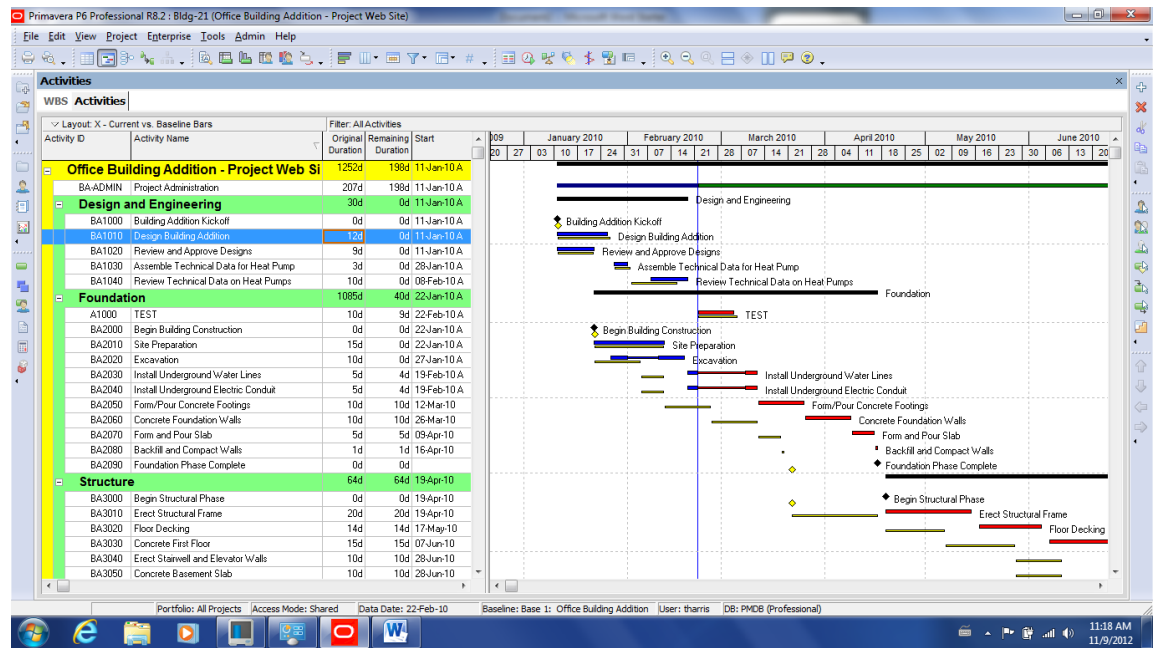 Primavera P6 Professional R8.2 : Bldg-21 (Office Building Addition - Project Web Site)
File Edit View Project Enterprise Tools Admin Help
Activities
WBS Activities
Layout: X - Current vs. Baseline Bars Filter: All Activities
Activity ID Activity Name Original Duration Remaining Duration Start
009 January 2010 February 2010 March 2010 April 2010 May 2010 June 2010
20 27 03 10 17 24 31 07 14 21 28 07 14 21 28 04 11 18 25 02 09 16 23 30 06 13 20
Office Building Addition - Project Web Si 1252d 198d 11-Jan-10 A
BA-ADMIN Project Administration 207d 198d 11-Jan-10 A
Design and Engineering 30d 0d 11-Jan-10 A Design and Engineering
BA1000 Building Addition Kickoff 0d 0d 11-Jan-10 A Building Addition Kickoff
BA1010 Design Building Addition 12d 0d 11-Jan-10 A Design Building Addition
BA1020 Review and Approve Designs 9d 0d 11-Jan-10 A Review and Approve Designs
BA1030 Assemble Technical Data for Heat Pump 3d 0d 28-Jan-10 A Assemble Technical Data for Heat Pump
BA1040 Review Technical Data on Heat Pumps 10d 0d 08-Feb-10 A Review Technical Data on Heat Pumps
Foundation 1085d 40d 22-Jan-10 A Foundation
A1000 TEST 10d 9d 22-Feb-10 A TEST
BA2000 Begin Building Construction 0d 0d 22-Jan-10 A Begin Building Construction
BA2010 Site Preparation 15d 0d 22-Jan-10 A Site Preparation
BA2020 Excavation 10d 0d 27-Jan-10 A Excavation
BA2030 Install Underground Water Lines 5d 4d 19-Feb-10 A Install Underground Water Lines
BA2040 Install Underground Electric Conduit 5d 4d 19-Feb-10 A Install Underground Electric Conduit
BA2050 Form/Pour Concrete Footings 10d 10d 12-Mar-10 Form/Pour Concrete Footings
BA2060 Concrete Foundation Walls 10d 10d 26-Mar-10 Concrete Foundation Walls
BA2070 Form and Pour Slab 5d 5d 09-Apr-10 Form and Pour Slab
BA2080 Backfill and Compact Walls 1d 1d 16-Apr-10 Backfill and Compact Walls
BA2090 Foundation Phase Complete 0d 0d Foundation Phase Complete
Structure 64d 64d 19-Apr-10
BA3000 Begin Structural Phase 0d 0d 19-Apr-10 Begin Structural Phase
BA3010 Erect Structural Frame 20d 20d 19-Apr-10 Erect Structural Frame
BA3020 Floor Decking 14d 14d 17-May-10 Floor Decking
BA3030 Concrete First Floor 15d 15d 07-Jun-10
BA3040 Erect Stairwell and Elevator Walls 10d 10d 28-Jun-10
BA3050 Concrete Basement Slab 10d 10d 28-Jun-10
Portfolio: All Projects Access Mode: Shared Data Date: 22-Feb-10 Baseline: Base 1: Office Building Addition User: tharris DB: PMDB (Professional)
11:18 AM
11/9/2012